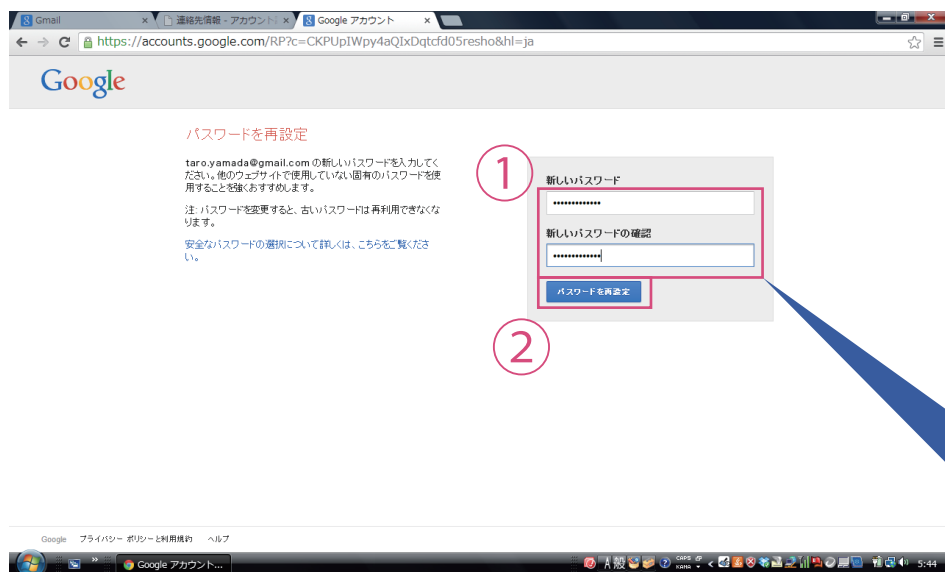 Gmail
連絡先情報 - アカウント
Google アカウント
https://accounts.google.com/RP?c=CKPUpIWpy4aQIxDqtcfd05resho&hl=ja
Google
パスワードを再設定
taro.yamada@gmail.com の新しいパスワードを入力してく
ださい。他のウェブサイトで使用していない固有のパスワードを使
用することを強くおすすめします。
注: パスワードを変更すると、古いパスワードは再利用できなくな
ります。
安全なパスワードの選択について詳しくは、こちらをご覧くださ
い。
①
新しいパスワード
•••••••••••••
新しいパスワードの確認
•••••••••••••
パスワードを再設定
②
Google プライバシー ポリシーと利用規約 ヘルプ
Google アカウント...
A 般
CAPS
KANA
5:44